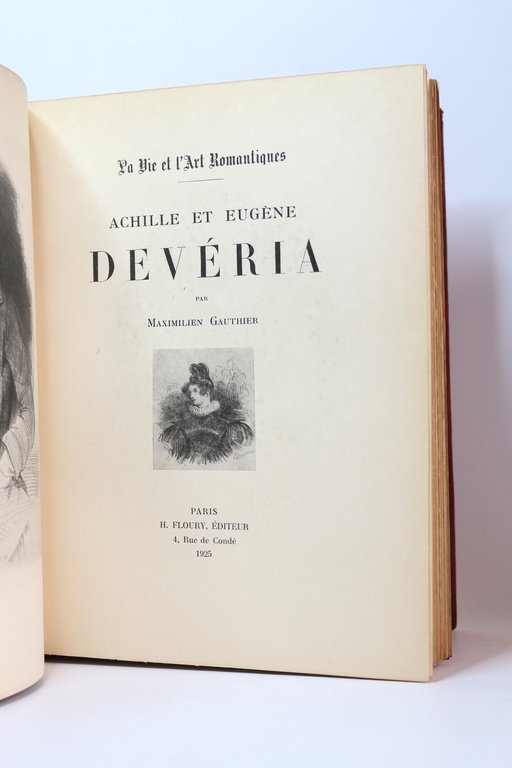 La Vie et l'Art Romantiques
ACHILLE ET EUGÈNE
DEVÉRIA
PAR
MAXIMILIEN GAUTHIER
PARIS
H. FLOURY, ÉDITEUR
4, Rue de Condé
1925